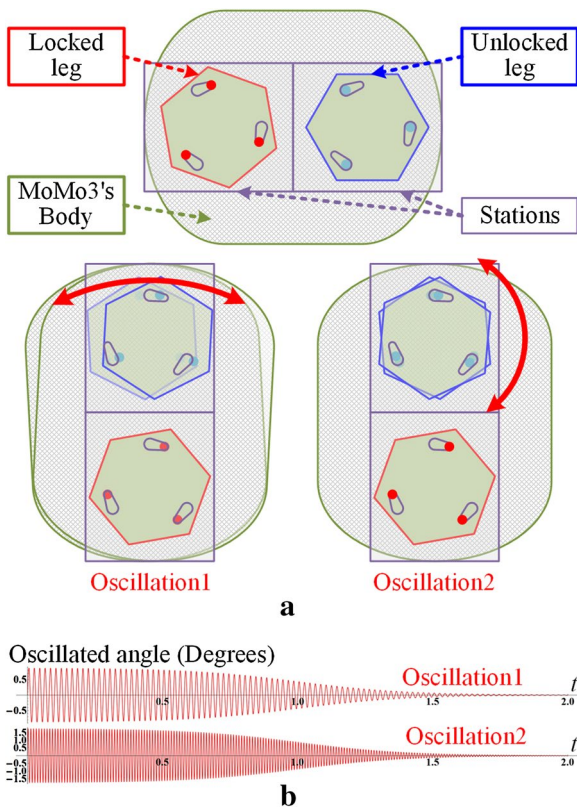 Locked
leg
Unlocked
leg
MoMo3's
Body
Stations
Oscillation1
Oscillation2
a
Oscillated angle (Degrees)
Oscillation1
t
0.5
-0.5
0.5
1.0
1.5
2.0
Oscillation2
t
1.5
1.0
0.5
-0.5
-1.0
-1.5
0.5
1.0
1.5
2.0
b